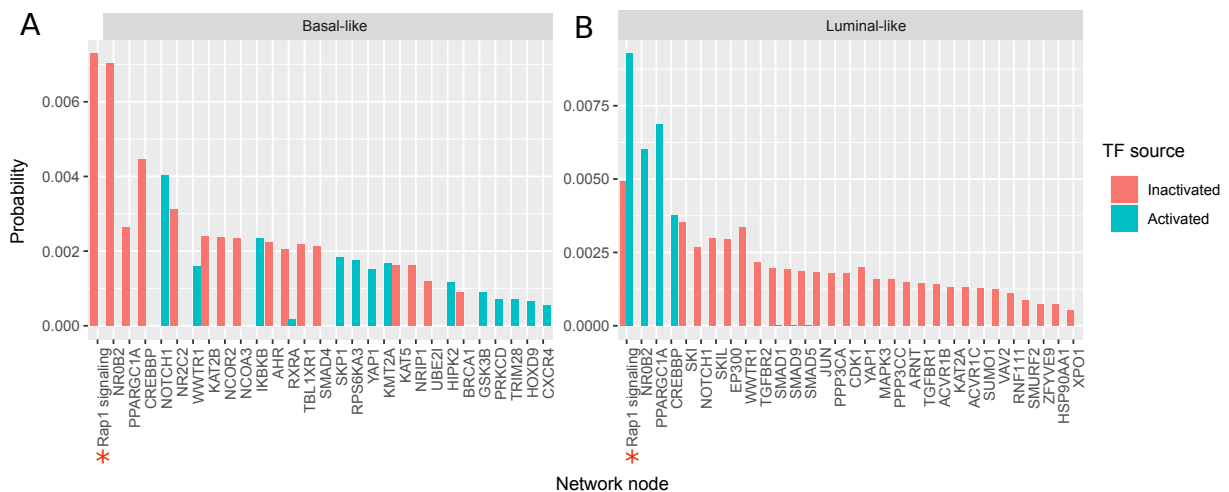 A
B
Basal-like
Luminal-like
Probability
0.006
0.004
0.002
0.000
0.0075
0.0050
0.0025
0.0000
* Rap1 signaling
NR0B2
PPARGC1A
CREBBP
NOTCH1
NR2C2
WWTR1
KAT2B
NCOR2
NCOA3
IKBKB
AHR
RXRA
TBL1XR1
SMAD4
SKP1
RPS6KA3
YAP1
KMT2A
KAT5
NRIP1
UBE2I
HIPK2
BRCA1
GSK3B
PRKCD
TRIM28
HOXD9
CXCR4
* Rap1 signaling
NR0B2
PPARGC1A
CREBBP
SKI
NOTCH1
SKIL
EP300
WWTR1
TGFBR2
SMAD1
SMAD9
SMAD5
JUN
PPP3CA
CDK1
YAP1
MAPK3
PPP3CC
ARNT
TGFBR1
ACVR1B
KAT2A
ACVR1C
SUMO1
VAV2
RNF111
SMURF2
ZFYVE9
HSP90AA1
XPO1
Network node
TF source
Inactivated
Activated